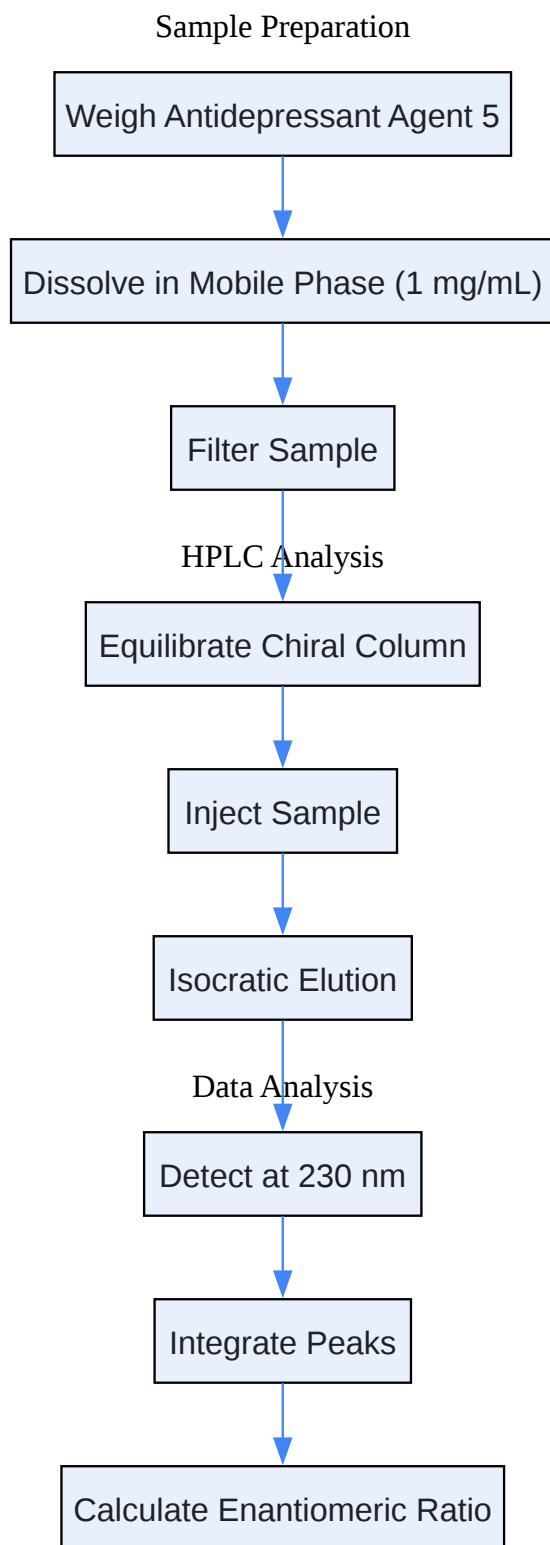 Sample Preparation
Weigh Antidepressant Agent 5
Dissolve in Mobile Phase (1 mg/mL)
Filter Sample
HPLC Analysis
Equilibrate Chiral Column
Inject Sample
Isocratic Elution
Data Analysis
Detect at 230 nm
Integrate Peaks
Calculate Enantiomeric Ratio